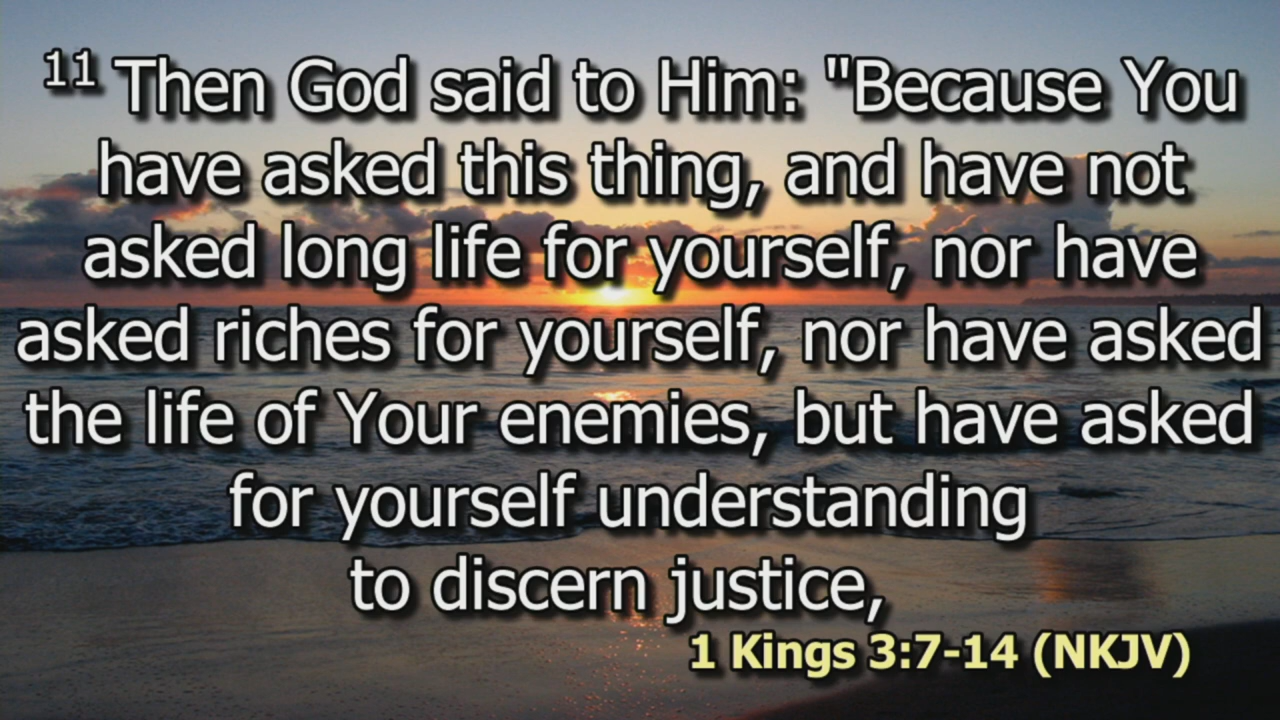 11 Then God said to Him: "Because You
have asked this thing, and have not
asked long life for yourself, nor have
asked riches for yourself, nor have asked
the life of Your enemies, but have asked
for yourself understanding
to discern justice,
1 Kings 3:7-14 (NKJV)